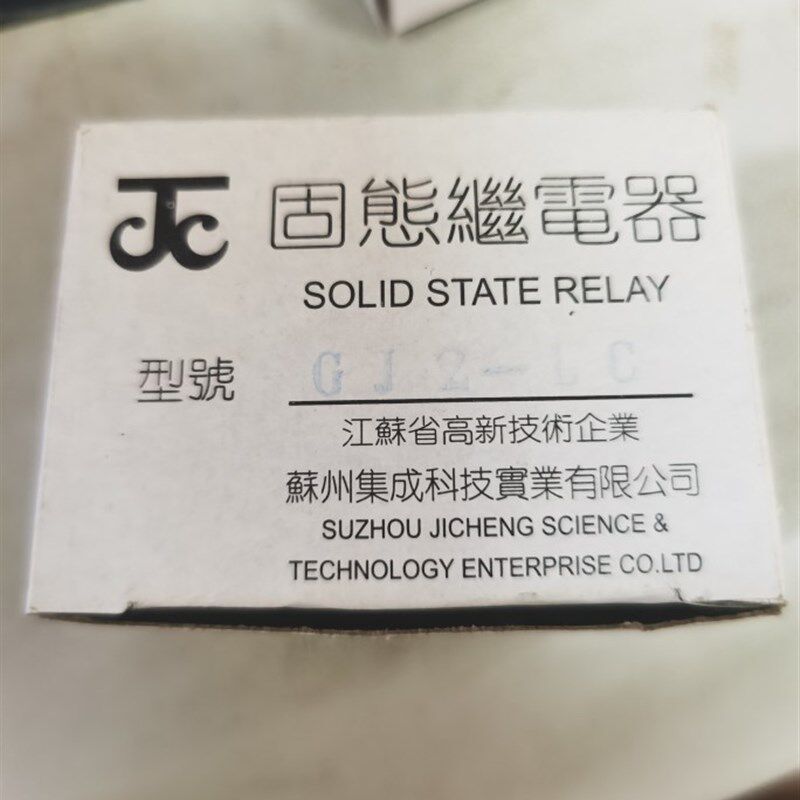 JC 固態繼電器
SOLID STATE RELAY
型號
江蘇省高新技術企業
蘇州集成科技實業有限公司
SUZHOU JICHENG SCIENCE &
TECHNOLOGY ENTERPRISE CO.LTD